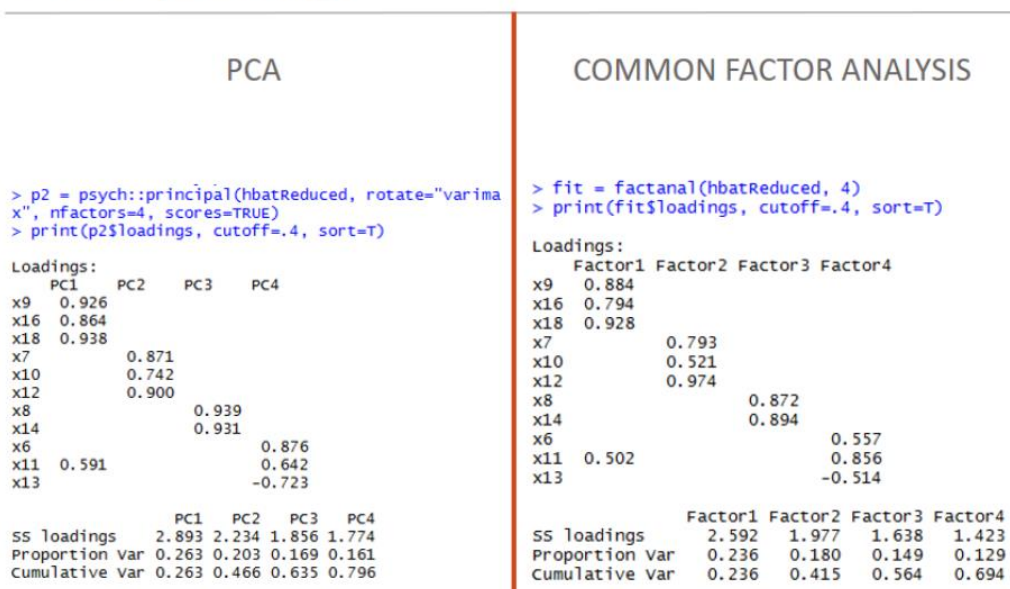 PCA
> p2 = psych::principal(hbatReduced, rotate="varima
x", nfactors=4, scores=TRUE)
> print(p2$loadings, cutoff=.4, sort=T)
Loadings:
PC1 PC2 PC3 PC4
x9 0.926
x16 0.864
x18 0.938
x7 0.871
x10 0.742
x12 0.900
x8 0.939
x14 0.931
x6 0.876
x11 0.591 0.642
x13 -0.723
PC1 PC2 PC3 PC4
SS loadings 2.893 2.234 1.856 1.774
Proportion Var 0.263 0.203 0.169 0.161
Cumulative Var 0.263 0.466 0.635 0.796
COMMON FACTOR ANALYSIS
> fit = factanal(hbatReduced, 4)
> print(fit$loadings, cutoff=.4, sort=T)
Loadings:
Factor1 Factor2 Factor3 Factor4
x9 0.884
x16 0.794
x18 0.928
x7 0.793
x10 0.521
x12 0.974
x8 0.872
x14 0.894
x6 0.557
x11 0.502 0.856
x13 -0.514
Factor1 Factor2 Factor3 Factor4
SS loadings 2.592 1.977 1.638 1.423
Proportion Var 0.236 0.180 0.149 0.129
Cumulative Var 0.236 0.415 0.564 0.694